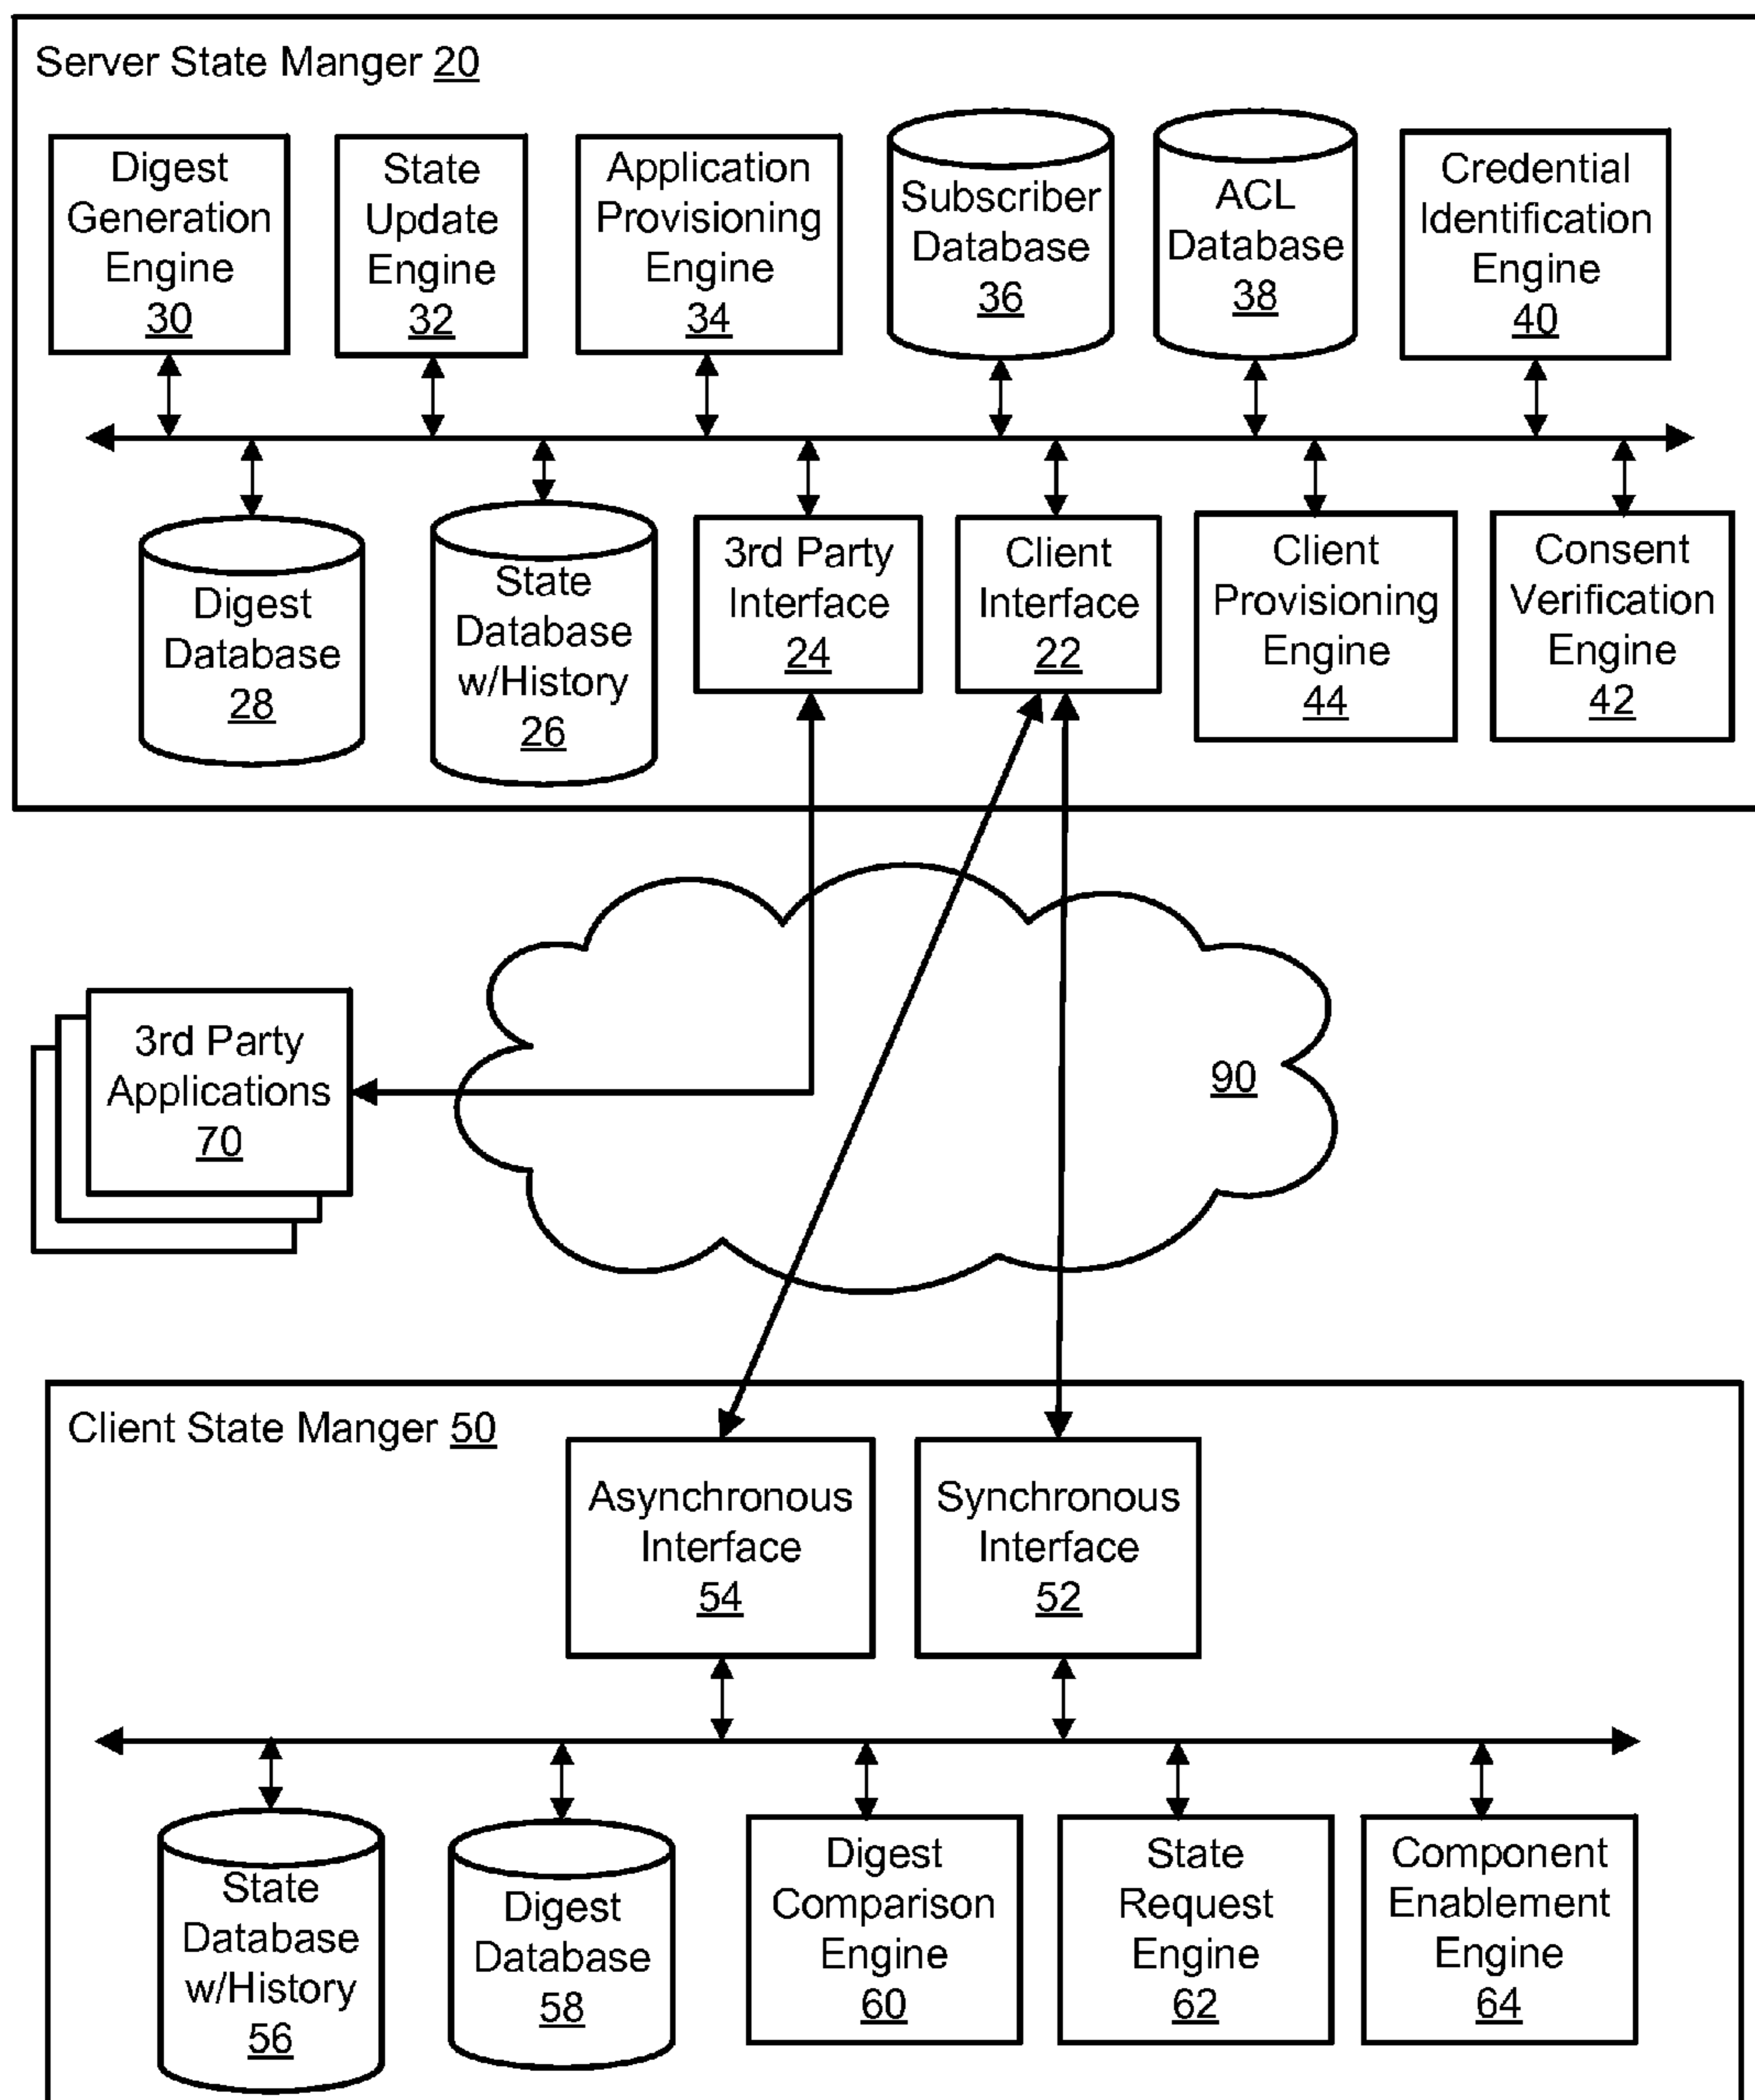 Server State Manger 20
Digest
Generation
Engine
30
State
Update
Engine
32
Application
Provisioning
Engine
34
Subscriber
Database
36
ACL
Database
38
Credential
Identification
Engine
40
Digest
Database
28
State
Database
w/History
26
3rd Party
Interface
24
Client
Interface
22
Client
Provisioning
Engine
44
Consent
Verification
Engine
42
3rd Party
Applications
70
90
Client State Manger 50
Asynchronous
Interface
54
Synchronous
Interface
52
State
Database
w/History
56
Digest
Database
58
Digest
Comparison
Engine
60
State
Request
Engine
62
Component
Enablement
Engine
64